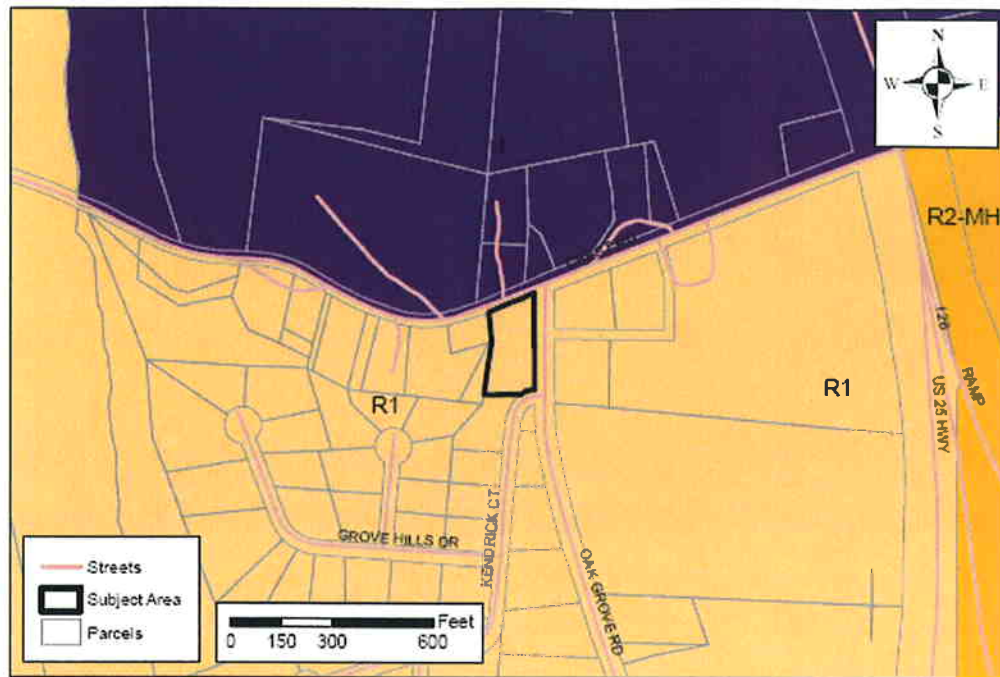 N
W E
S
R2-MH
I 26
RAMP
US 25 HWY
R1
R1
KENDRICK CT
GROVE HILLS DR
OAK GROVE RD
Streets
Subject Area
Parcels
Feet
0 150 300 600